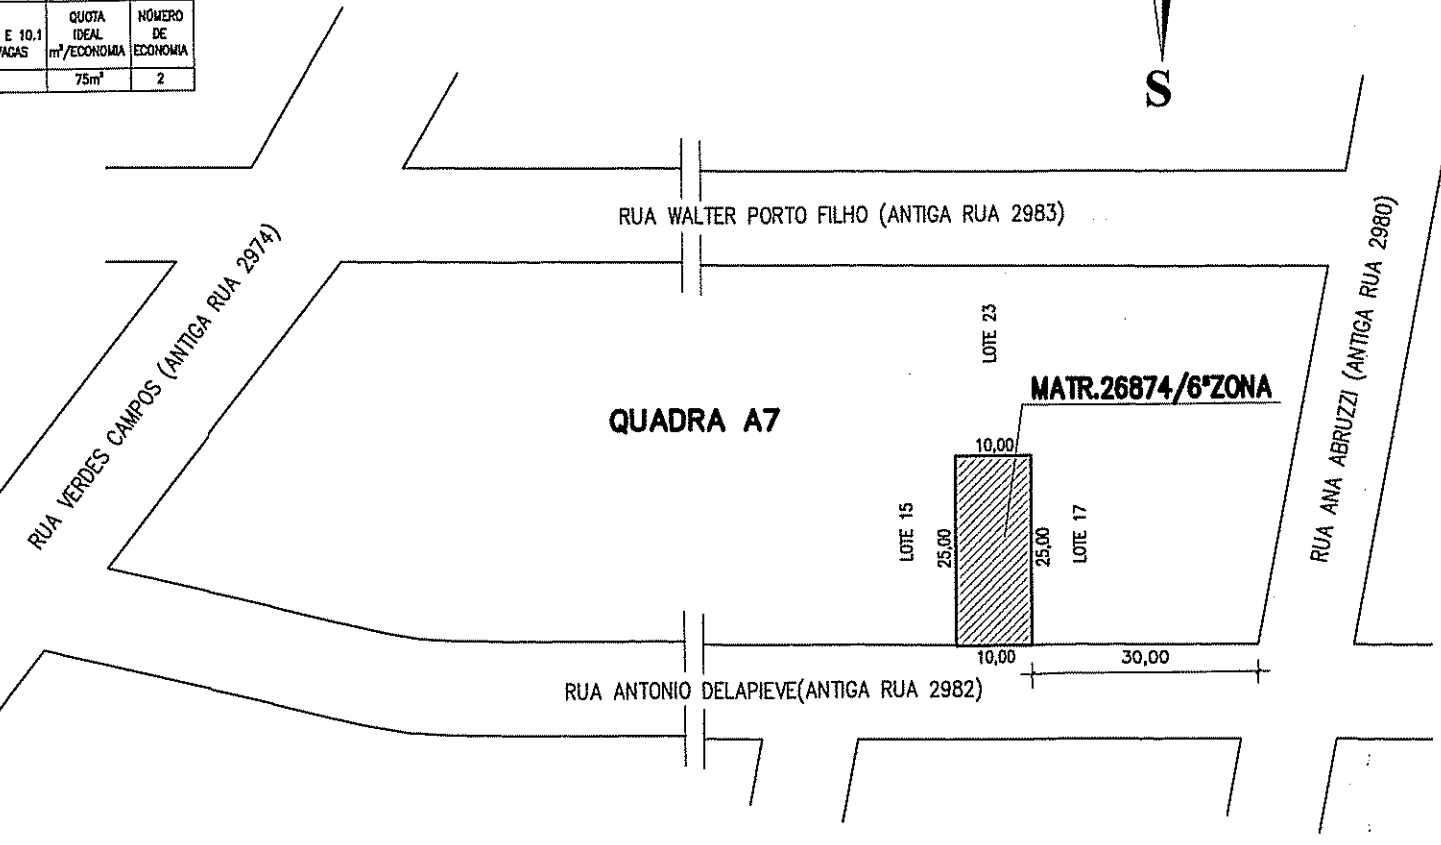 E 10.1
VAGAS
QUOTA
IDEAL
m²/ECONOMIA
NÚMERO
DE
ECONOMIA
75m²
2
S
RUA WALTER PORTO FILHO (ANTIGA RUA 2983)
RUA VERDES CAMPOS (ANTIGA RUA 2974)
RUA ANA ABRUZZI (ANTIGA RUA 2980)
LOTE 23
MATR.26874/6ªZONA
QUADRA A7
10,00
LOTE 15
25,00
25,00
LOTE 17
10,00
30,00
RUA ANTONIO DELAPIEVE(ANTIGA RUA 2982)